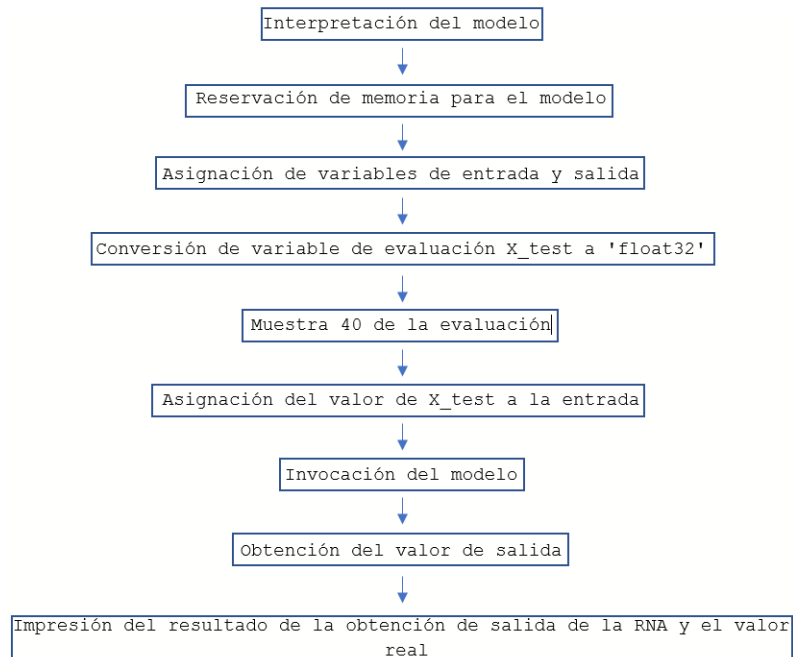 Interpretación del modelo
Reservación de memoria para el modelo
Asignación de variables de entrada y salida
Conversión de variable de evaluación X_test a 'float32'
Muestra 40 de la evaluación
Asignación del valor de X_test a la entrada
Invocación del modelo
Obtención del valor de salida
Impresión del resultado de la obtención de salida de la RNA y el valor
real